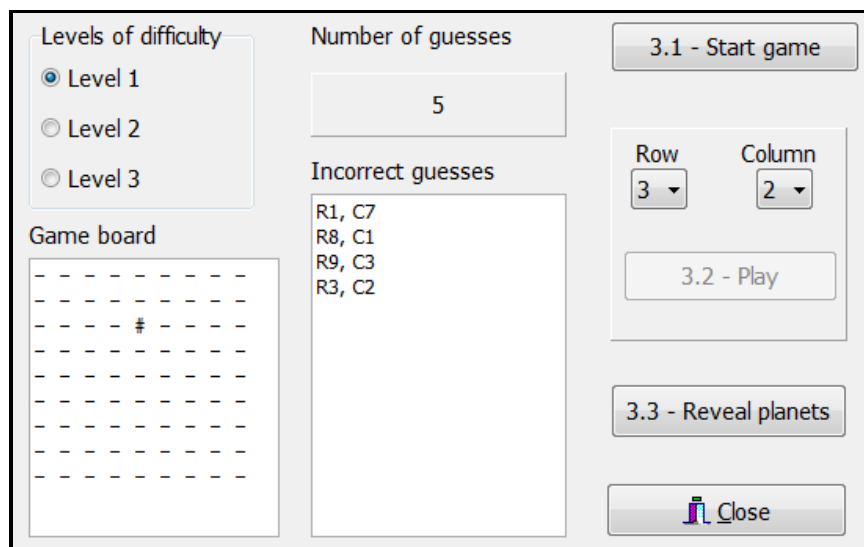 Levels of difficulty
Level 1
Level 2
Level 3
Game board
- - - - - - - - -
- - - - - - - - -
- - - - # - - - -
- - - - - - - - -
- - - - - - - - -
- - - - - - - - -
- - - - - - - - -
- - - - - - - - -
- - - - - - - - -
Number of guesses
5
Incorrect guesses
R1, C7
R8, C1
R9, C3
R3, C2
3.1 - Start game
Row Column
3 2
3.2 - Play
3.3 - Reveal planets
Close